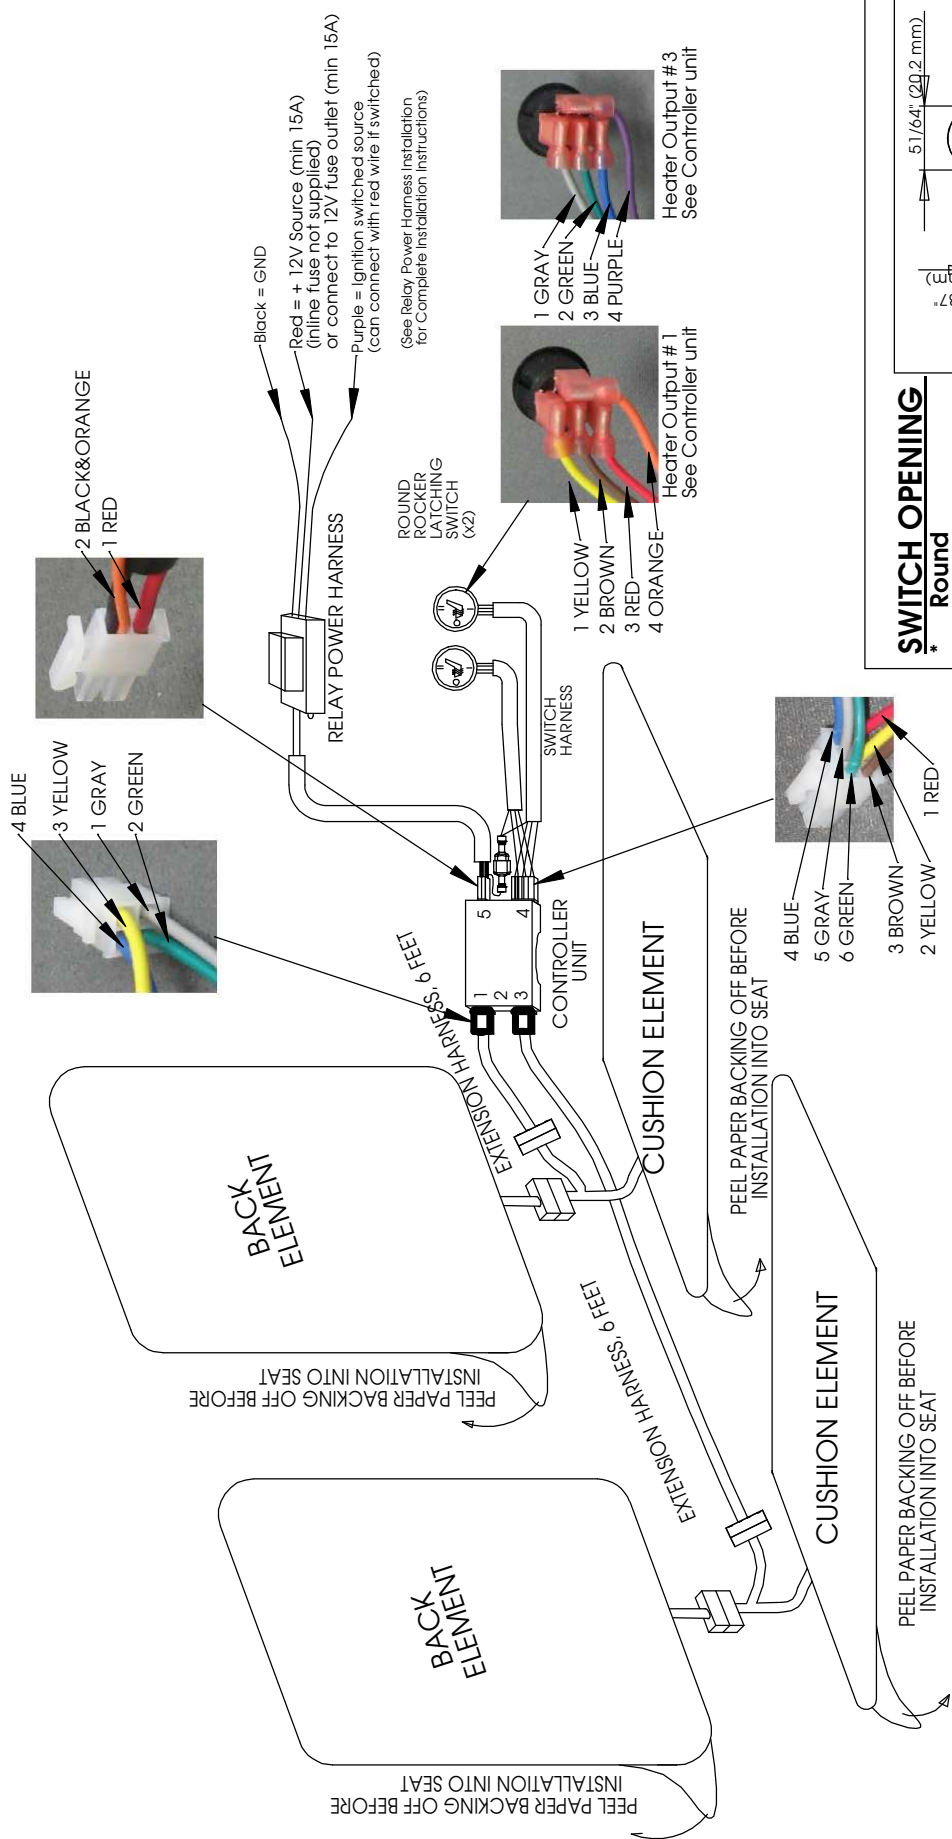 2 BLACK&ORANGE
1 RED
4 BLUE
3 YELLOW
1 GRAY
2 GREEN
Black = GND
Red = + 12V Source (min 15A)
(inline fuse not supplied)
or connect to 12V fuse outlet (min 15A)
Purple = Ignition switched source
(can connect with red wire if switched)
(See Relay Power Harness Installation
for Complete Installation Instructions)
RELAY POWER HARNESS
ROUND
ROCKER
LATCHING
SWITCH
(x2)
SWITCH
HARNESS
1 GRAY
2 GREEN
3 BLUE
4 PURPLE
Heater Output #3
See Controller unit
1 YELLOW
2 BROWN
3 RED
4 ORANGE
Heater Output #1
See Controller unit
1
2
3
5
4
CONTROLLER
UNIT
EXTENSION HARNESS, 6 FEET
BACK
ELEMENT
PEEL PAPER BACKING OFF BEFORE
INSTALLATION INTO SEAT
CUSHION ELEMENT
PEEL PAPER BACKING OFF BEFORE
INSTALLATION INTO SEAT
4 BLUE
5 GRAY
6 GREEN
3 BROWN
2 YELLOW
1 RED
EXTENSION HARNESS, 6 FEET
BACK
ELEMENT
PEEL PAPER BACKING OFF BEFORE
INSTALLATION INTO SEAT
CUSHION ELEMENT
PEEL PAPER BACKING OFF BEFORE
INSTALLATION INTO SEAT
SWITCH OPENING
* Round
51/64" (20.2 mm)